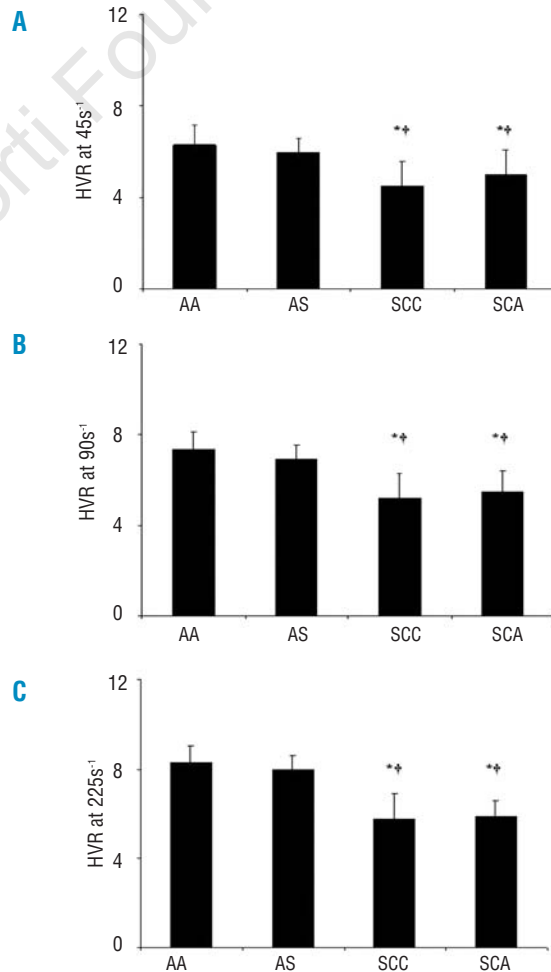 A
12
8
4
0
HVR at 45s⁻¹
*‡
*‡
AA AS SCC SCA
B
12
8
4
0
HVR at 90s⁻¹
*‡
*‡
AA AS SCC SCA
C
12
8
4
0
HVR at 225s⁻¹
*‡
*‡
AA AS SCC SCA